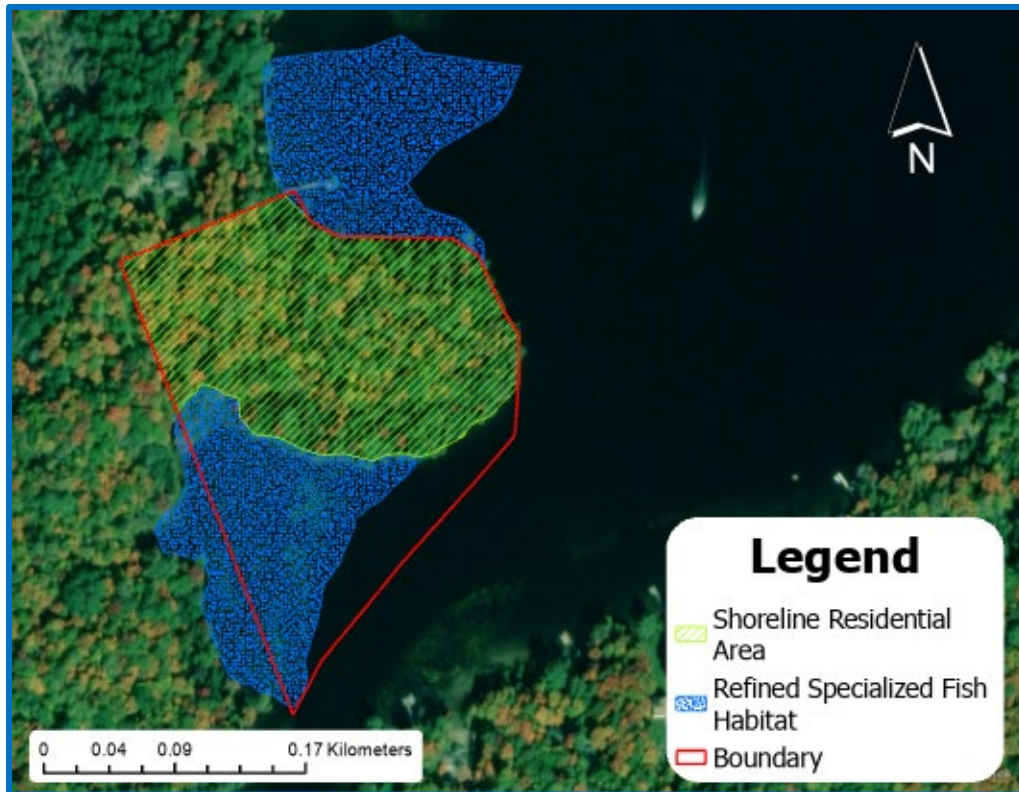 N
Legend
Shoreline Residential
Area
Refined Specialized Fish
Habitat
Boundary
0 0.04 0.09 0.17 Kilometers